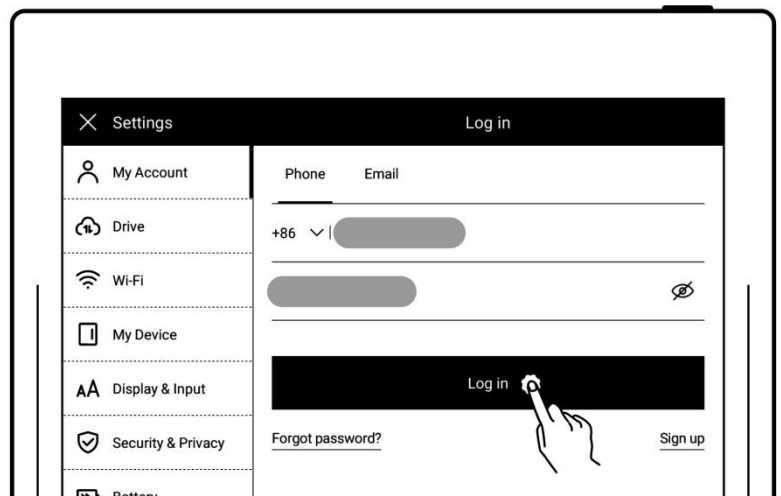 Settings
Log in
My Account
Phone Email
Drive
+86
Wi-Fi
My Device
Display & Input
Log in
Security & Privacy
Forgot password? Sign up
Battery